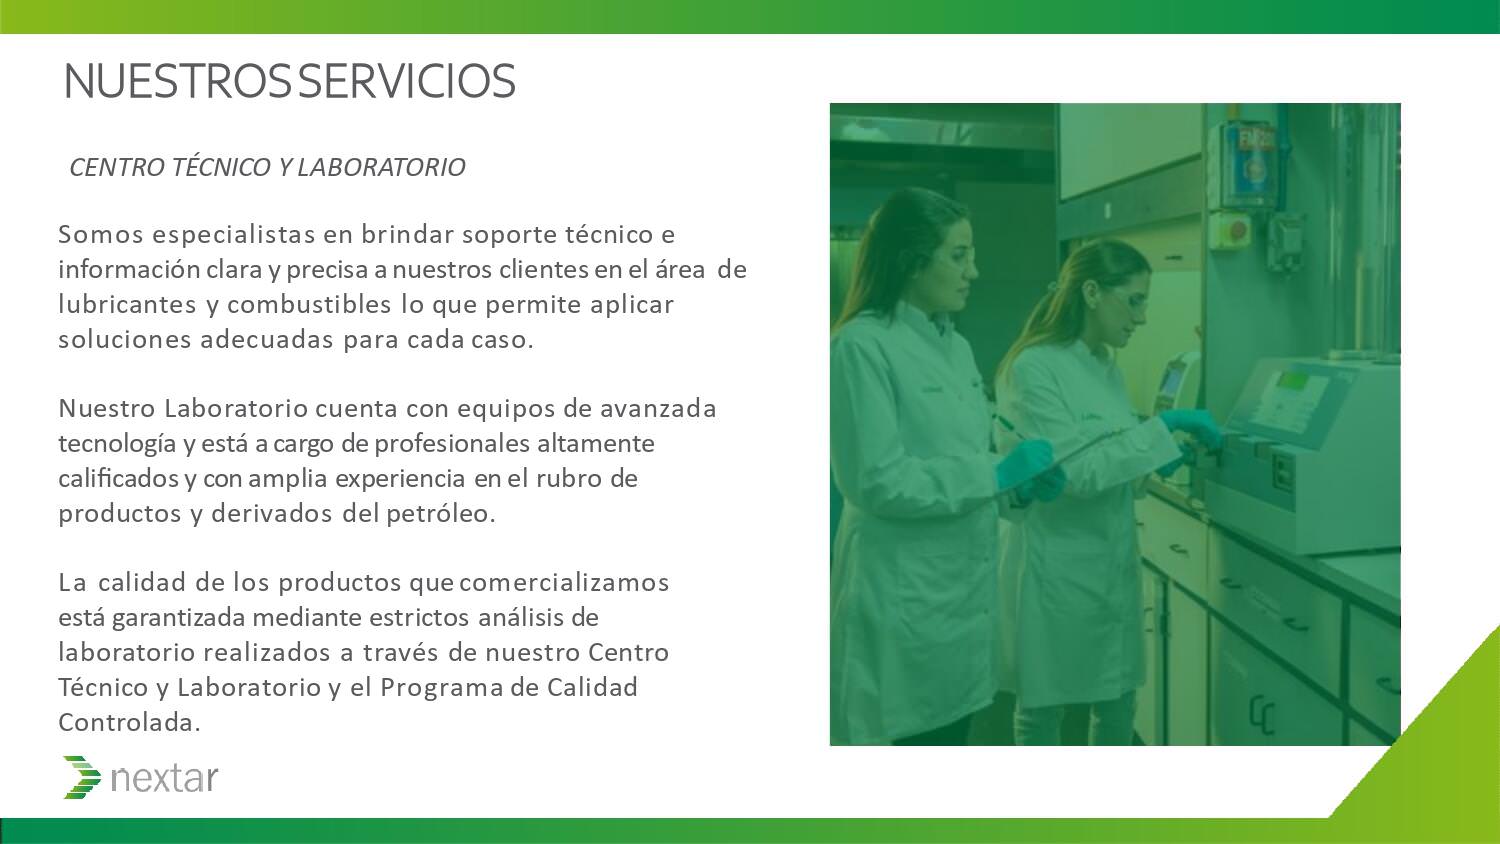 NUESTROS SERVICIOS
CENTRO TÉCNICO Y LABORATORIO
Somos especialistas en brindar soporte técnico e
información clara y precisa a nuestros clientes en el área de
lubricantes y combustibles lo que permite aplicar
soluciones adecuadas para cada caso.
Nuestro Laboratorio cuenta con equipos de avanzada
tecnología y está a cargo de profesionales altamente
calificados y con amplia experiencia en el rubro de
productos y derivados del petróleo.
La calidad de los productos que comercializamos
está garantizada mediante estrictos análisis de
laboratorio realizados a través de nuestro Centro
Técnico y Laboratorio y el Programa de Calidad
Controlada.
nextar